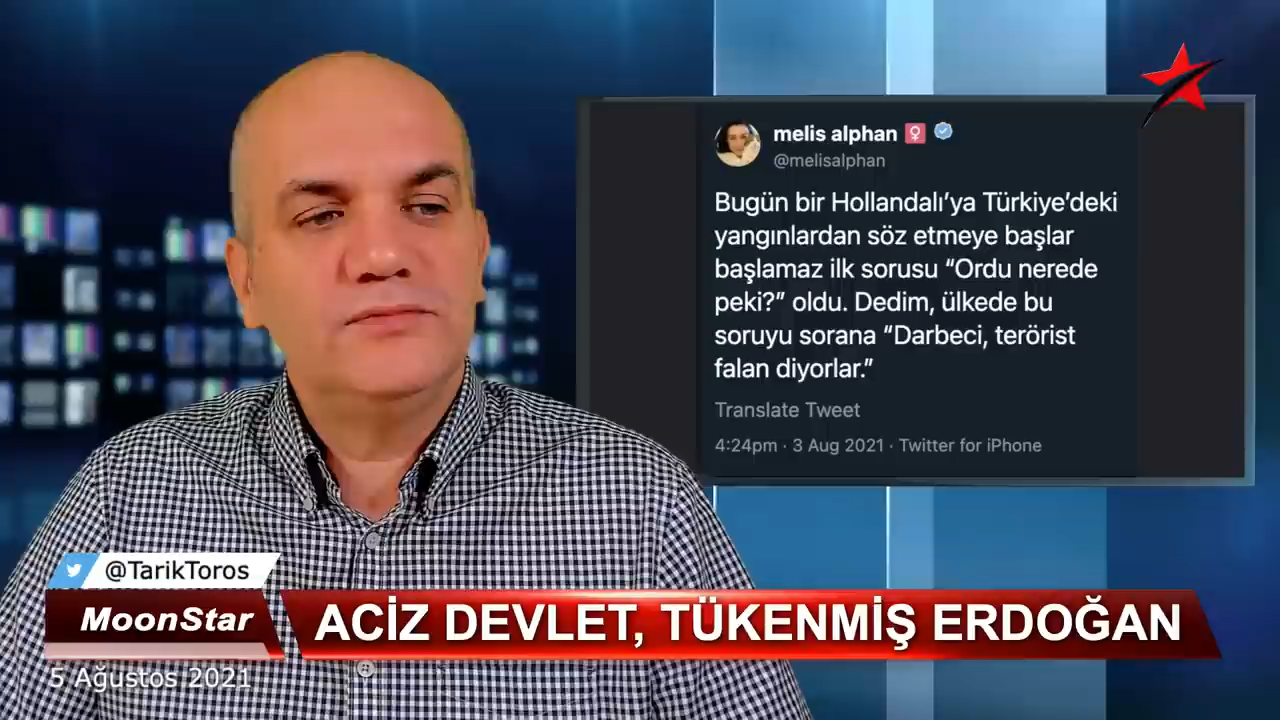 melis alphan
@melisalphan
Bugün bir Hollandalı’ya Türkiye’deki
yangınlardan söz etmeye başlar
başlamaz ilk sorusu “Ordu nerede
peki?” oldu. Dedim, ülkede bu
soruyu sorana “Darbeci, terörist
falan diyorlar.”
Translate Tweet
4:24pm · 3 Aug 2021 · Twitter for iPhone
@TarikToros
MoonStar
ACİZ DEVLET, TÜKENMİŞ ERDOĞAN
5 Ağustos 2021